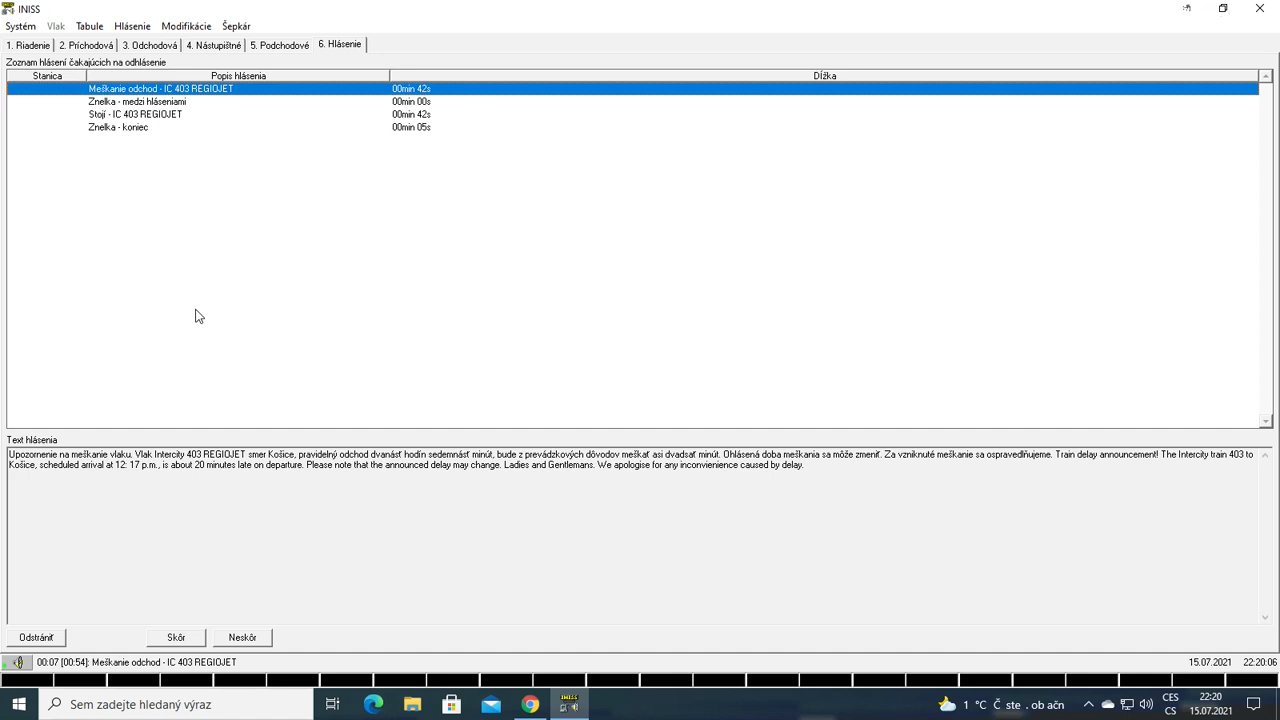 INISS
Systém Vlak Tabule Hlásenie Modifikácie Šepkár
1. Riadenie 2. Príchodová 3. Odchodová 4. Nástupištné 5. Podchodové 6. Hlásenie
Zoznam hlásení čakajúcich na odhlásenie
Stanica Popis hlásenia Dĺžka
Meškanie odchod - IC 403 REGIOJET 00min 42s
Znelka - medzi hláseniami 00min 00s
Stojí - IC 403 REGIOJET 00min 42s
Znelka - koniec 00min 05s
Text hlásenia
Upozornenie na meškanie vlaku. Vlak Intercity 403 REGIOJET smer Košice, pravidelný odchod dvanásť hodín sedemnásť minút, bude z prevádzkových dôvodov meškať asi dvadsať minút. Ohlásená doba meškania sa môže zmeniť. Za vzniknuté meškanie sa ospravedlňujeme. Train delay announcement! The Intercity train 403 to
Košice, scheduled arrival at 12: 17 p.m., is about 20 minutes late on departure. Please note that the announced delay may change. Ladies and Gentlemans. We apologise for any inconvienience caused by delay.
Odstrániť Skôr Neskôr
00:07 [00:54]: Meškanie odchod - IC 403 REGIOJET 15.07.2021 22:20:06
Sem zadejte hledaný výraz INISS 1 °C Č ste . ob ačn CES 22:20
CS 15.07.2021